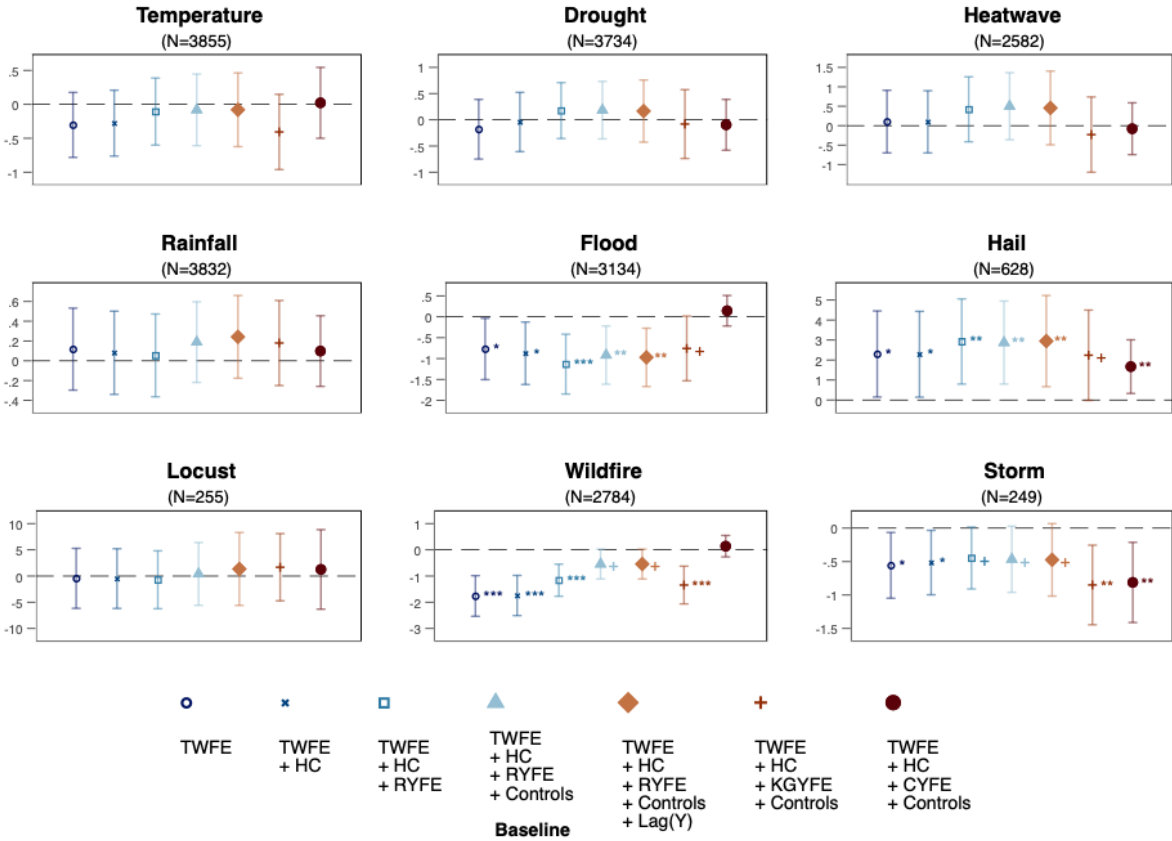 Temperature
(N=3855)
.5
0
-.5
-1
Drought
(N=3734)
1
.5
0
-.5
-1
Heatwave
(N=2582)
1.5
1
.5
0
-.5
-1
Rainfall
(N=3832)
.6
.4
.2
0
-.2
-.4
Flood
(N=3134)
.5
0
-.5
-1
-1.5
-2
*
*
***
**
**
+
Hail
(N=628)
5
4
3
2
1
0
*
*
**
**
**
+
**
Locust
(N=255)
10
5
0
-5
-10
Wildfire
(N=2784)
1
0
-1
-2
-3
***
***
***
+
+
***
Storm
(N=249)
0
-.5
-1
-1.5
*
*
+
+
+
**
**
TWFE
TWFE
+ HC
TWFE
+ HC
+ RYFE
TWFE
+ HC
+ RYFE
+ Controls
Baseline
TWFE
+ HC
+ RYFE
+ Controls
+ Lag(Y)
TWFE
+ HC
+ KGYFE
+ Controls
TWFE
+ HC
+ CYFE
+ Controls